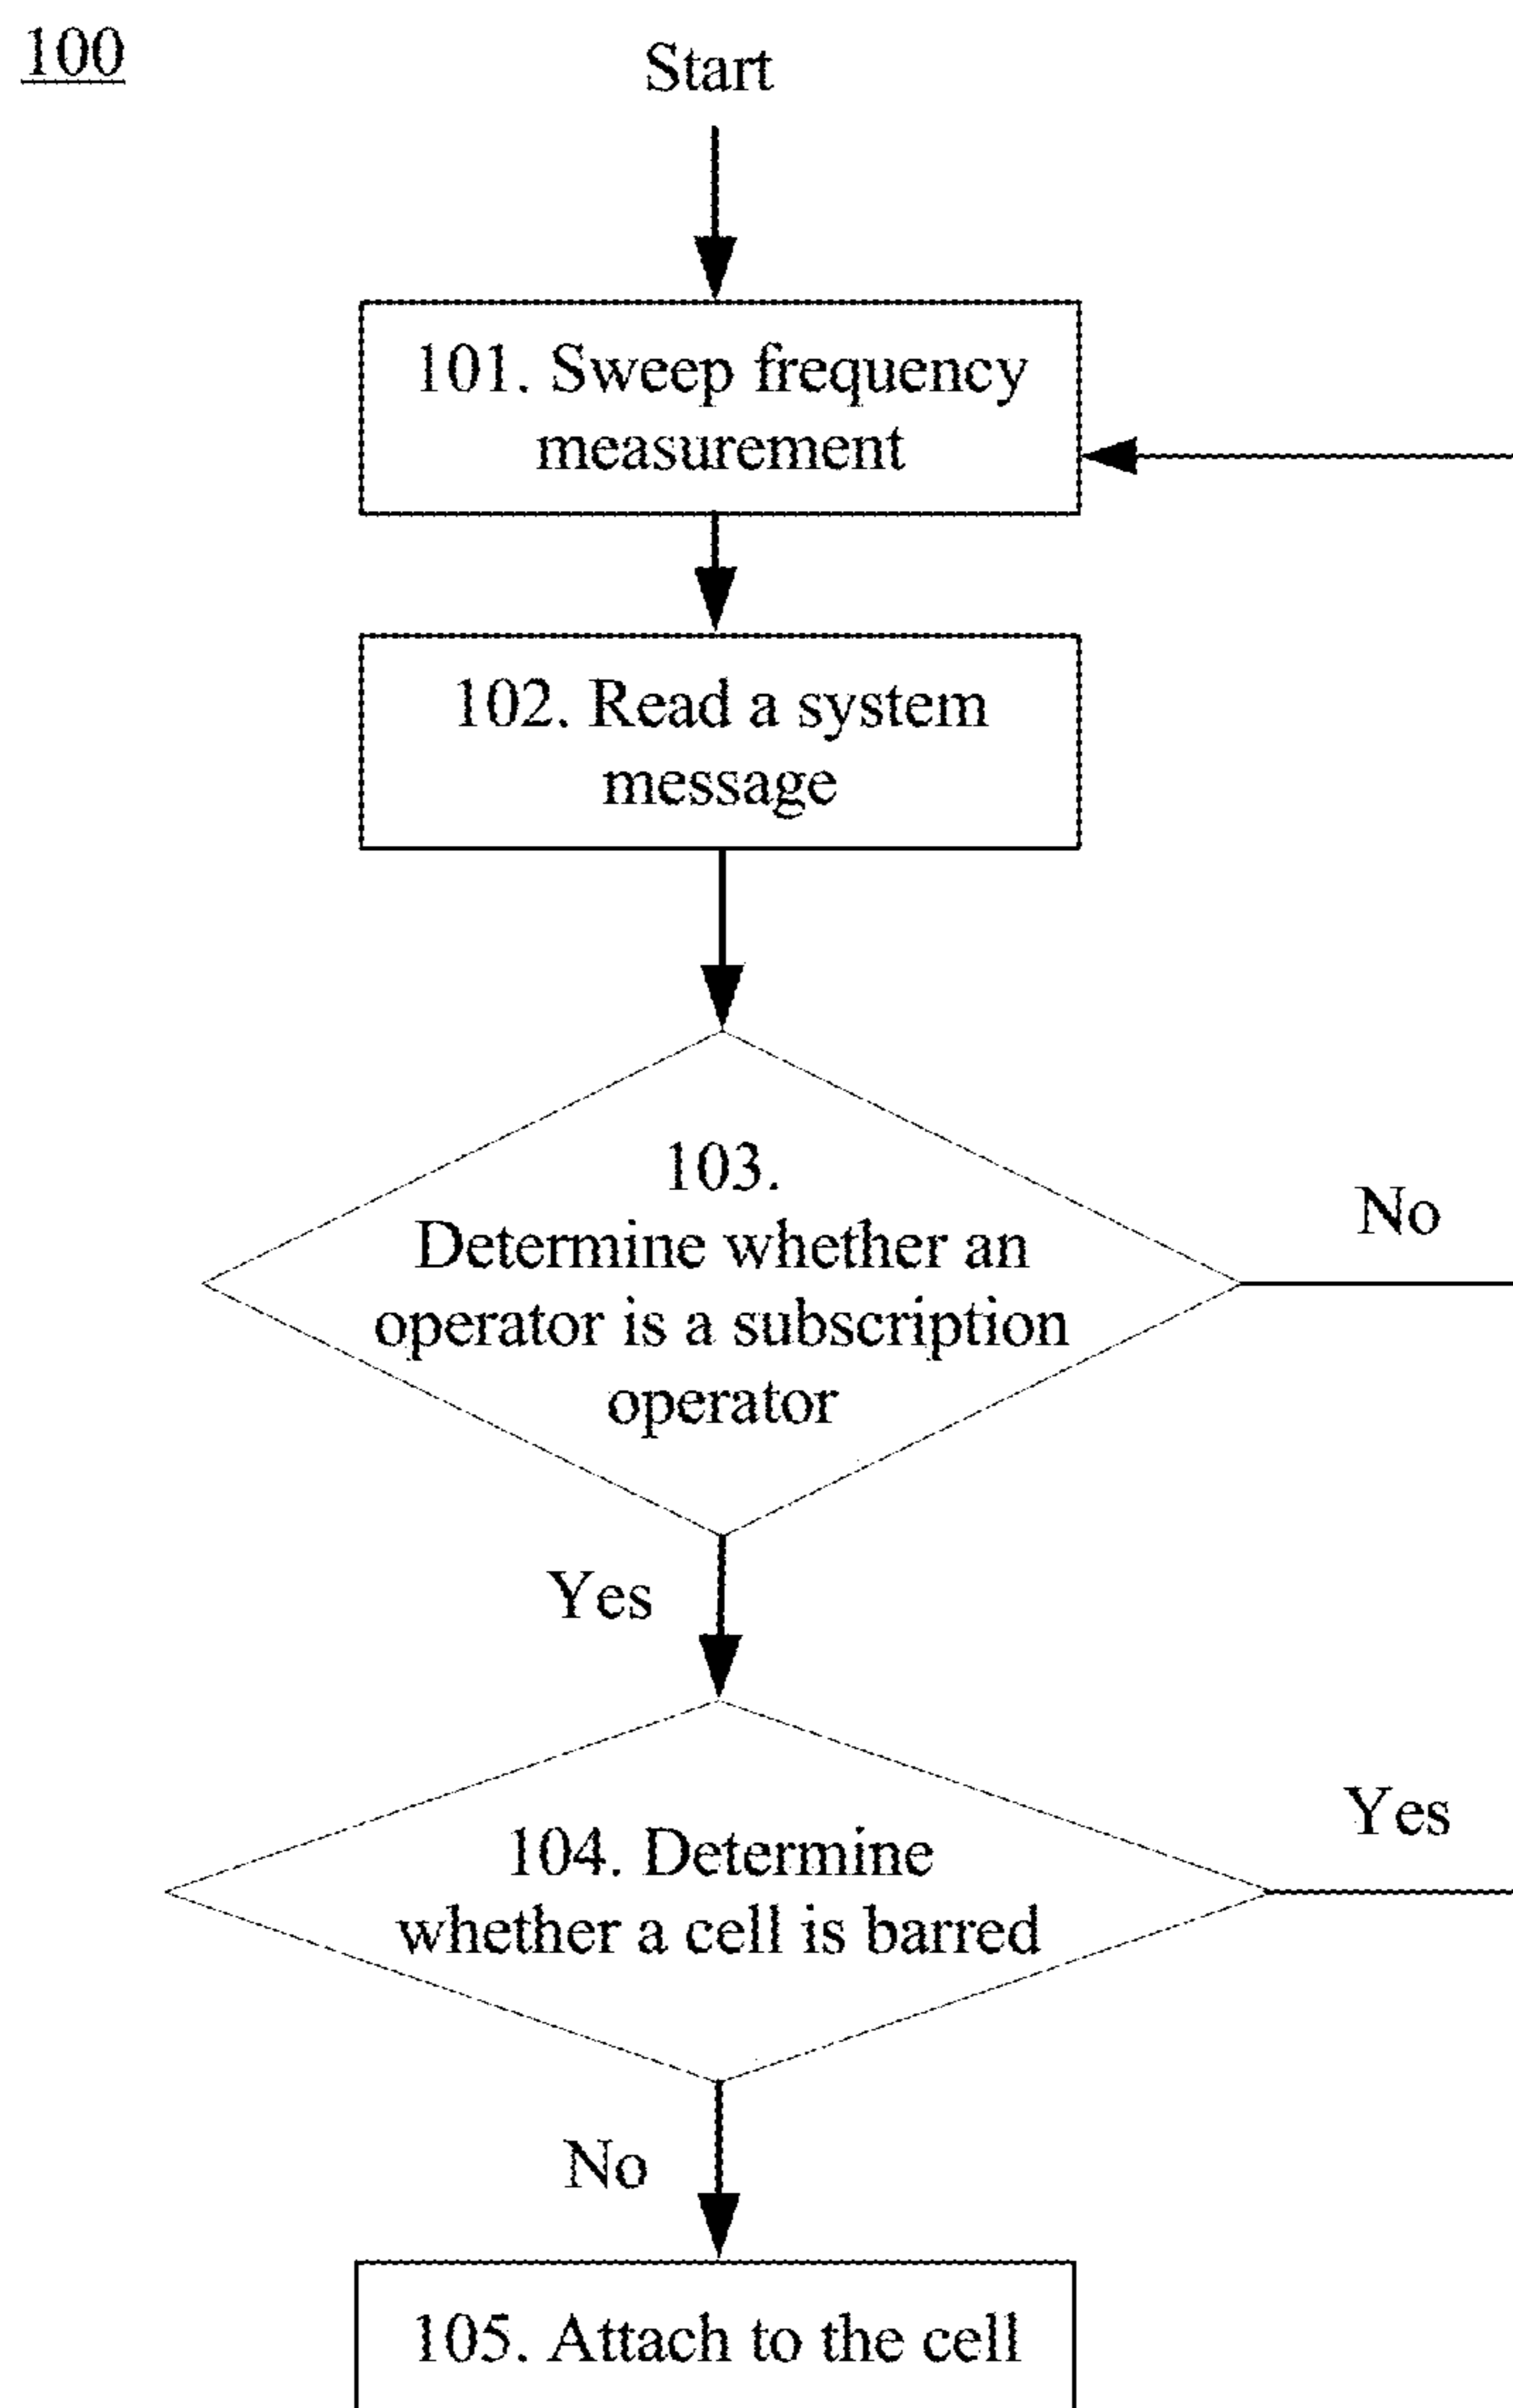 100
Start
101. Sweep frequency
measurement
102. Read a system
message
103.
Determine whether an
operator is a subscription
operator
No
Yes
104. Determine
whether a cell is barred
Yes
No
105. Attach to the cell